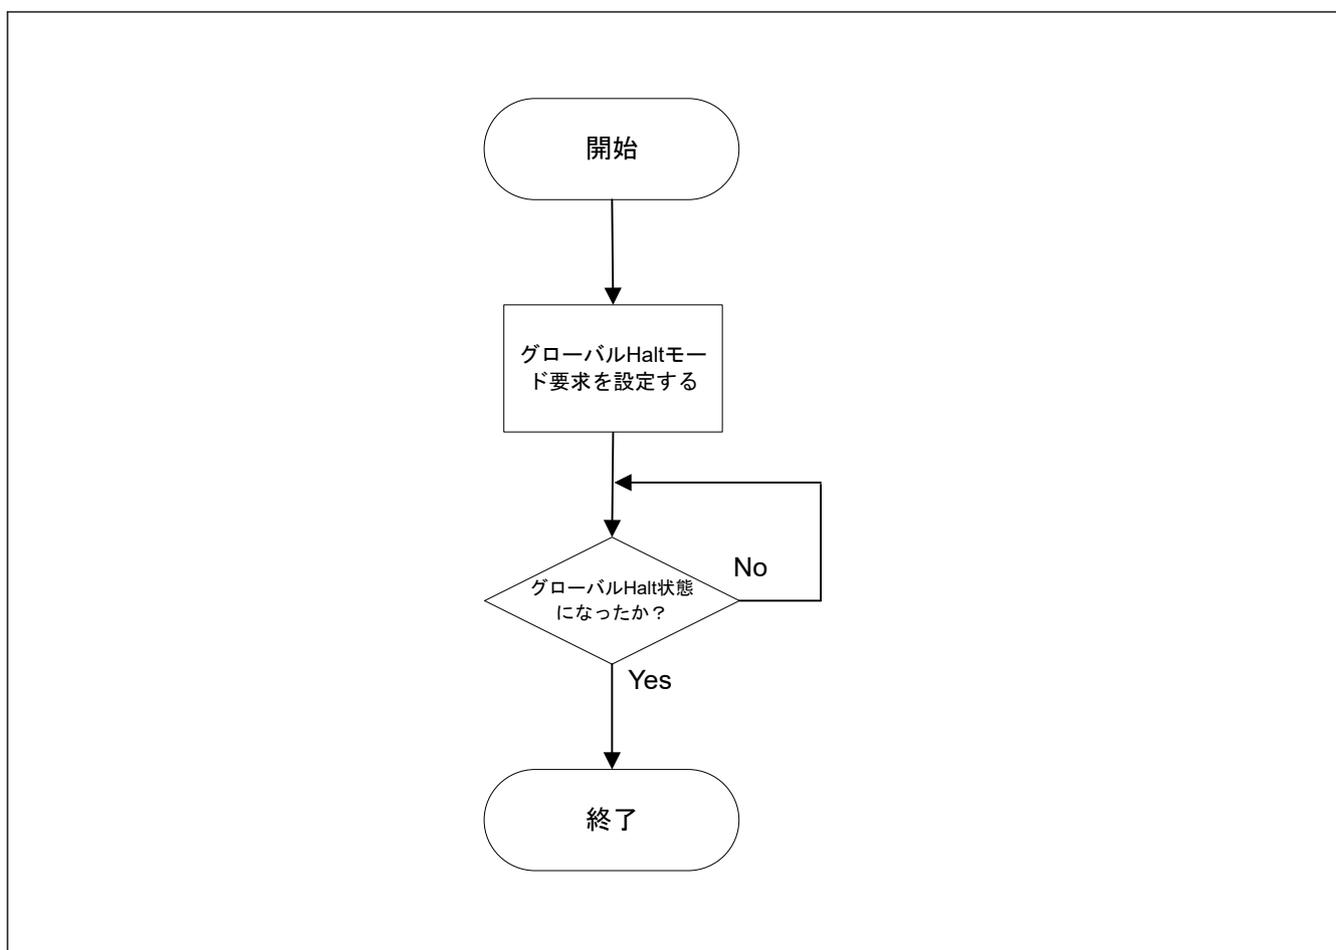 開始
グローバルHaltモー
ド要求を設定する
グローバルHalt状態
になったか？
No
Yes
終了